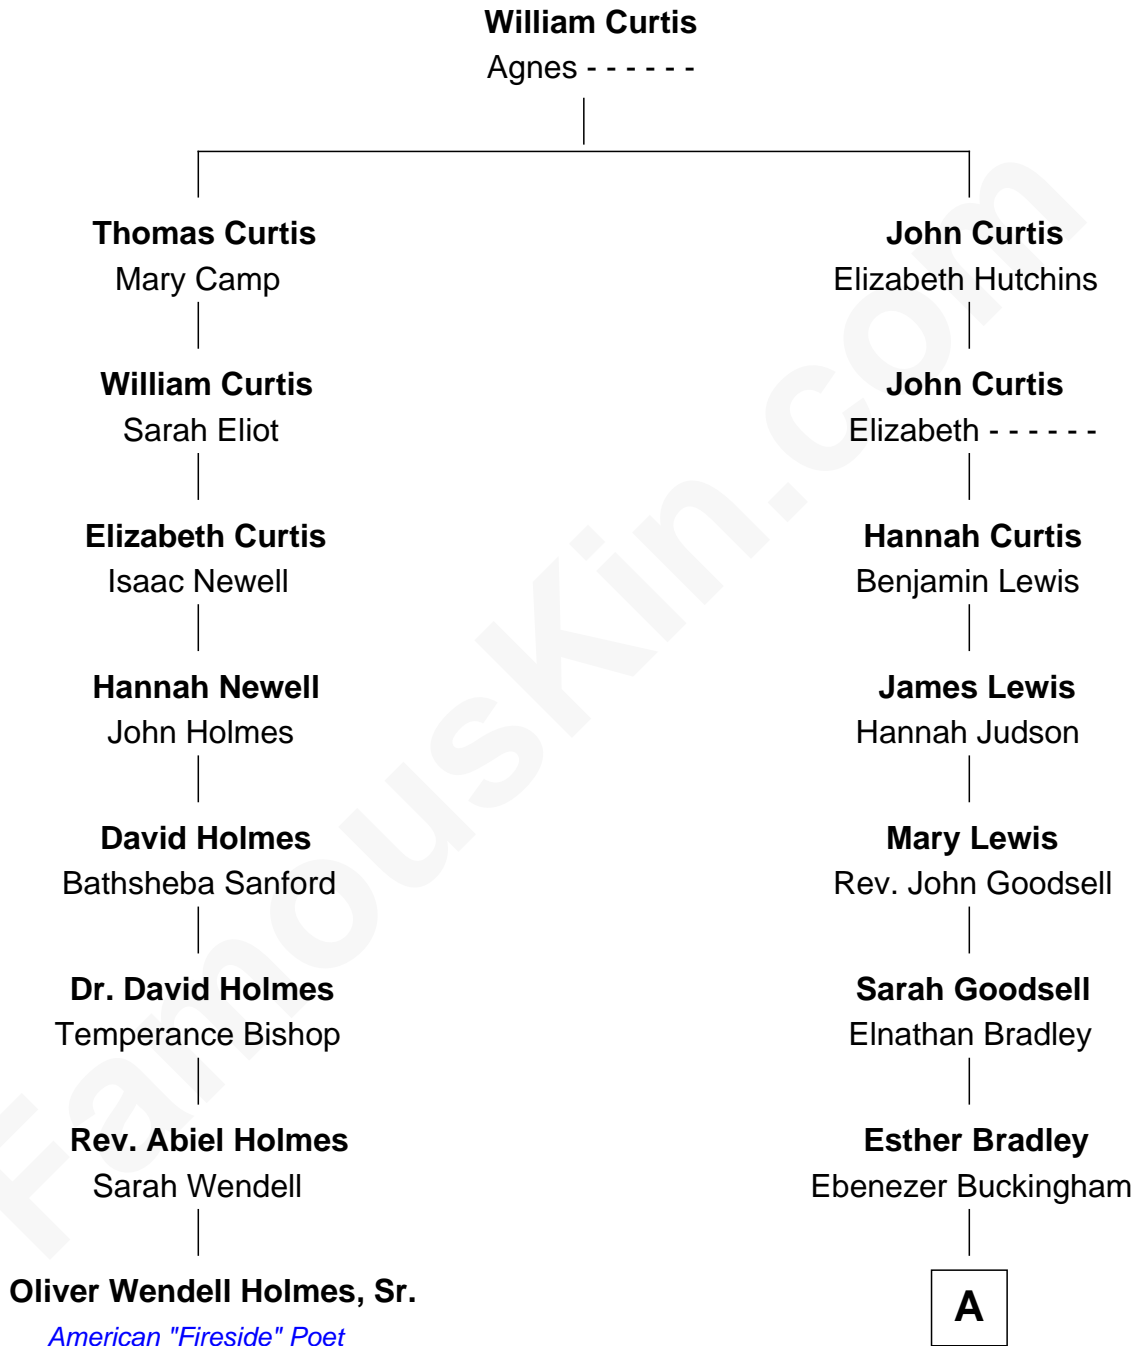 William Curtis
Agnes - - - - - -
Thomas Curtis
Mary Camp
William Curtis
Sarah Eliot
Elizabeth Curtis
Isaac Newell
Hannah Newell
John Holmes
David Holmes
Bathsheba Sanford
Dr. David Holmes
Temperance Bishop
Rev. Abiel Holmes
Sarah Wendell
Oliver Wendell Holmes, Sr.
American "Fireside" Poet
John Curtis
Elizabeth Hutchins
John Curtis
Elizabeth - - - - - -
Hannah Curtis
Benjamin Lewis
James Lewis
Hannah Judson
Mary Lewis
Rev. John Goodsell
Sarah Goodsell
Elnathan Bradley
Esther Bradley
Ebenezer Buckingham
A
FamousKin.com